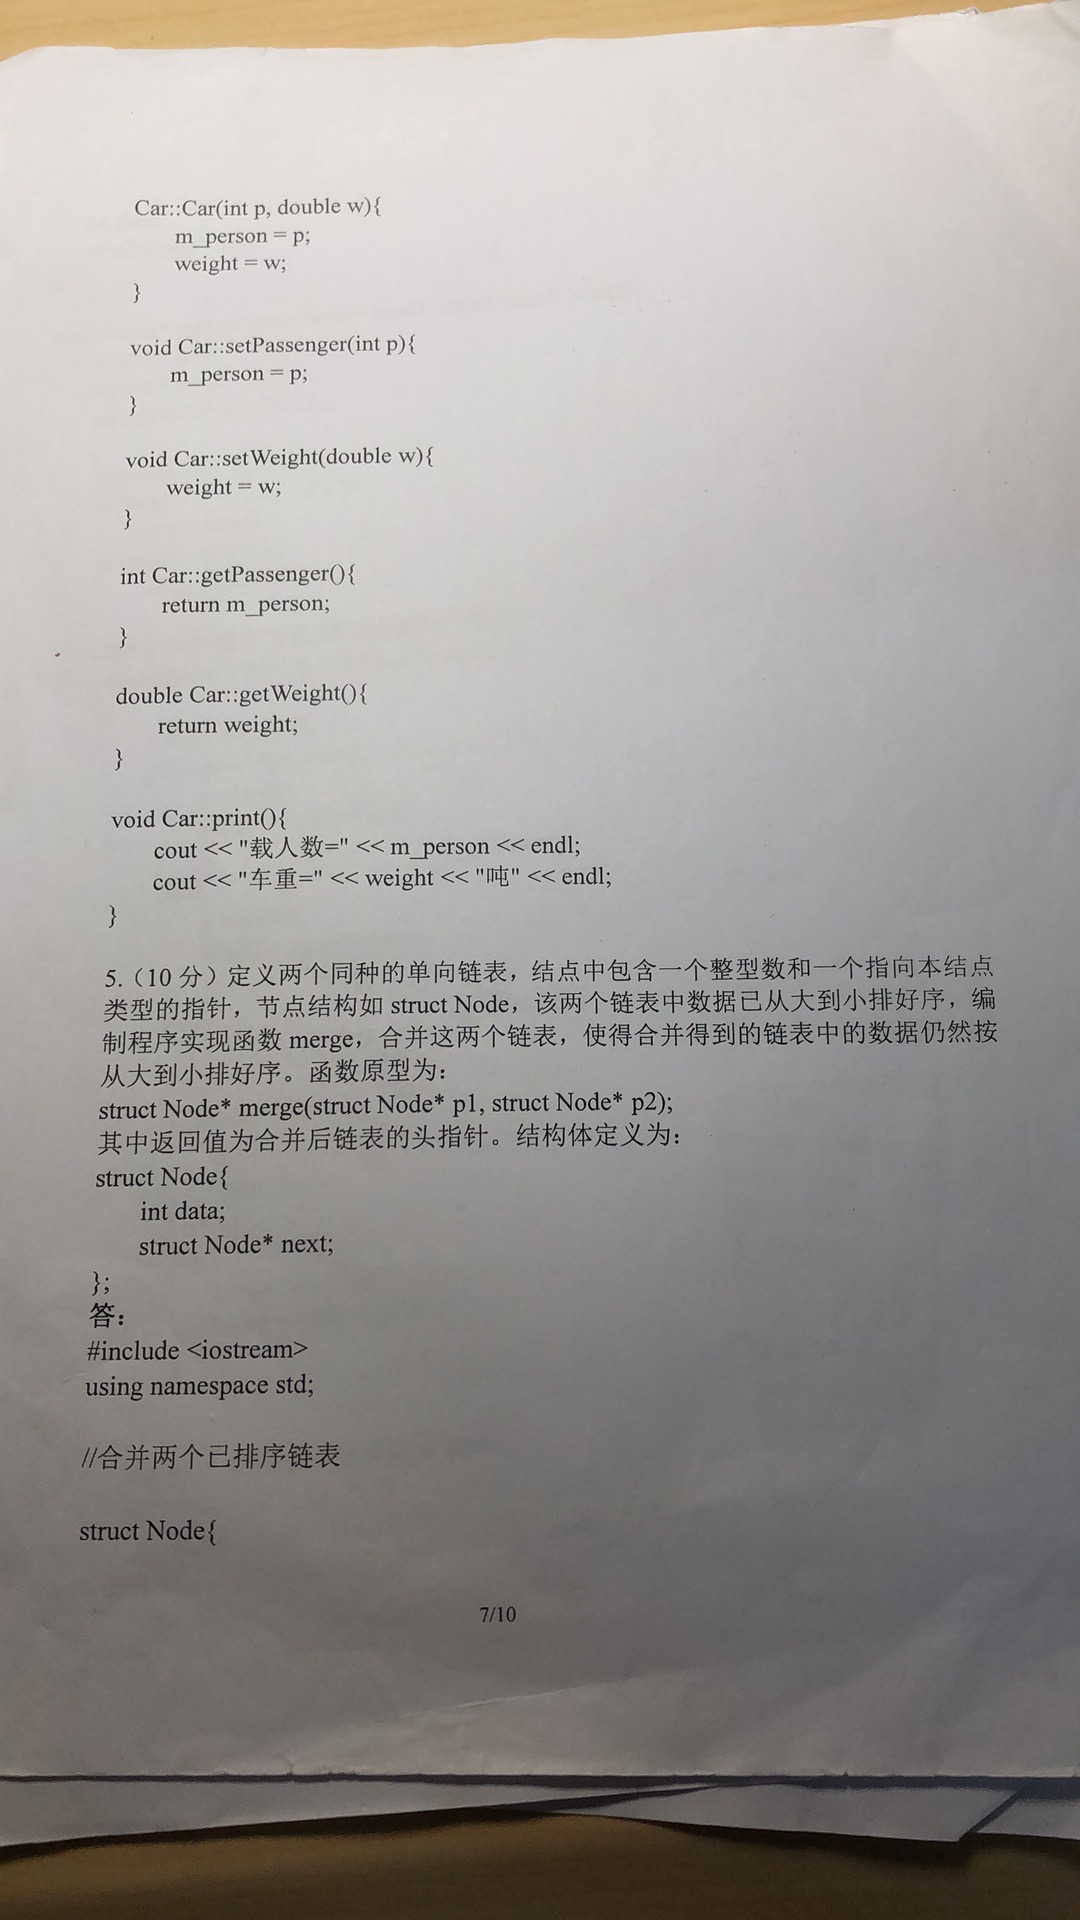 Car::Car(int p, double w){
m_person = p;
weight = w;
}
void Car::setPassenger(int p){
m_person = p;
}
void Car::setWeight(double w){
weight = w;
}
int Car::getPassenger(){
return m_person;
}
double Car::getWeight(){
return weight;
}
void Car::print(){
cout << "载人数=" << m_person << endl;
cout << "车重=" << weight << "吨" << endl;
}
5.（10 分）定义两个同种的单向链表，结点中包含一个整型数和一个指向本结点
类型的指针，节点结构如 struct Node，该两个链表中数据已从大到小排好序，编
制程序实现函数 merge，合并这两个链表，使得合并得到的链表中的数据仍然按
从大到小排好序。函数原型为：
struct Node* merge(struct Node* p1, struct Node* p2);
其中返回值为合并后链表的头指针。结构体定义为：
struct Node{
int data;
struct Node* next;
};
答：
#include <iostream>
using namespace std;
//合并两个已排序链表
struct Node{
7/10